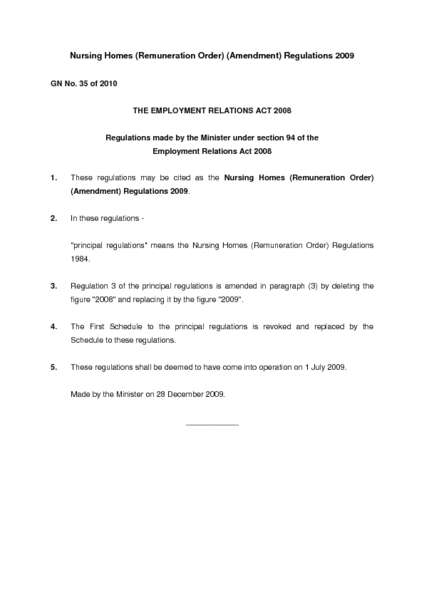 Nursing Homes (Remuneration Order) (Amendment) Regulations 2009
GN No. 35 of 2010
THE EMPLOYMENT RELATIONS ACT 2008
Regulations made by the Minister under section 94 of the
Employment Relations Act 2008
1. These regulations may be cited as the Nursing Homes (Remuneration Order)
(Amendment) Regulations 2009.
2. In these regulations -
"principal regulations" means the Nursing Homes (Remuneration Order) Regulations
1984.
3. Regulation 3 of the principal regulations is amended in paragraph (3) by deleting the
figure "2008" and replacing it by the figure "2009".
4. The First Schedule to the principal regulations is revoked and replaced by the
Schedule to these regulations.
5. These regulations shall be deemed to have come into operation on 1 July 2009.
Made by the Minister on 28 December 2009.